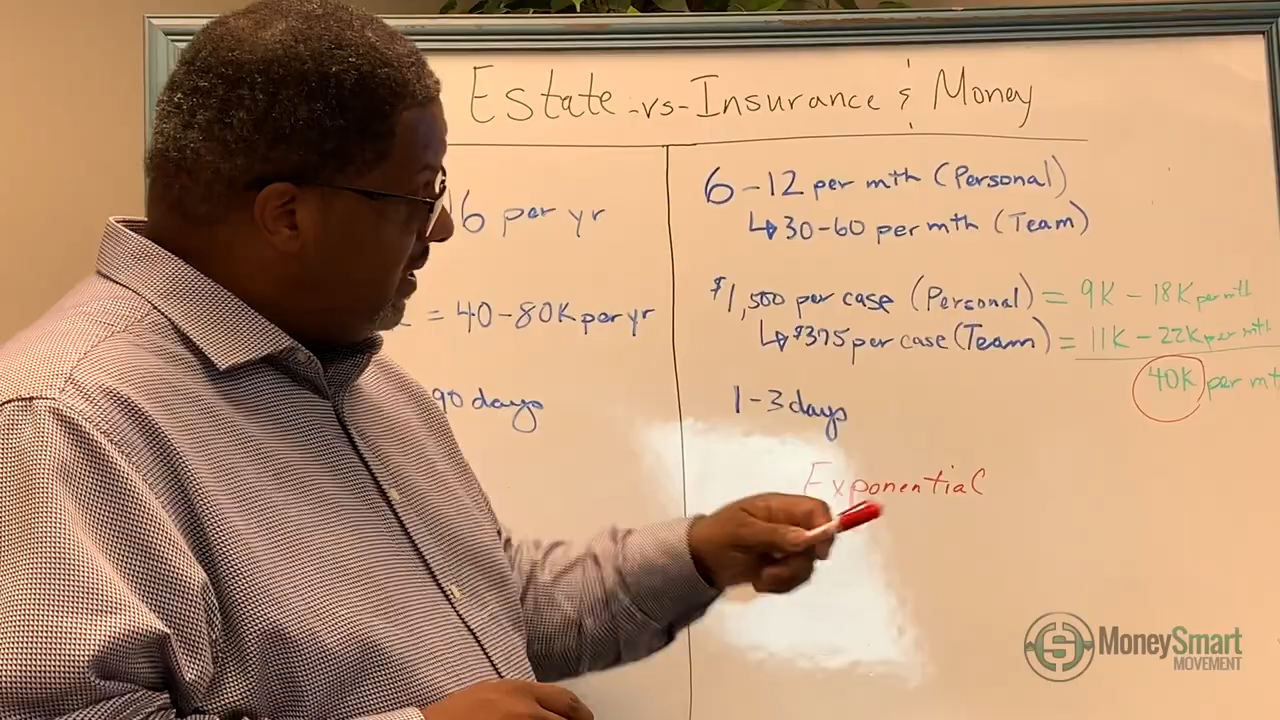 Estate -vs- Insurance & Money
16 per yr
= 40-80K per yr
90 days
6-12 per mth (Personal)
↳ 30-60 per mth (Team)
$1,500 per case (Personal) = 9K - 18K per mth
↳ $375 per case (Team) = 11K - 22K per mth
40K per mt
1-3 days
Exponential
MoneySmart
MOVEMENT